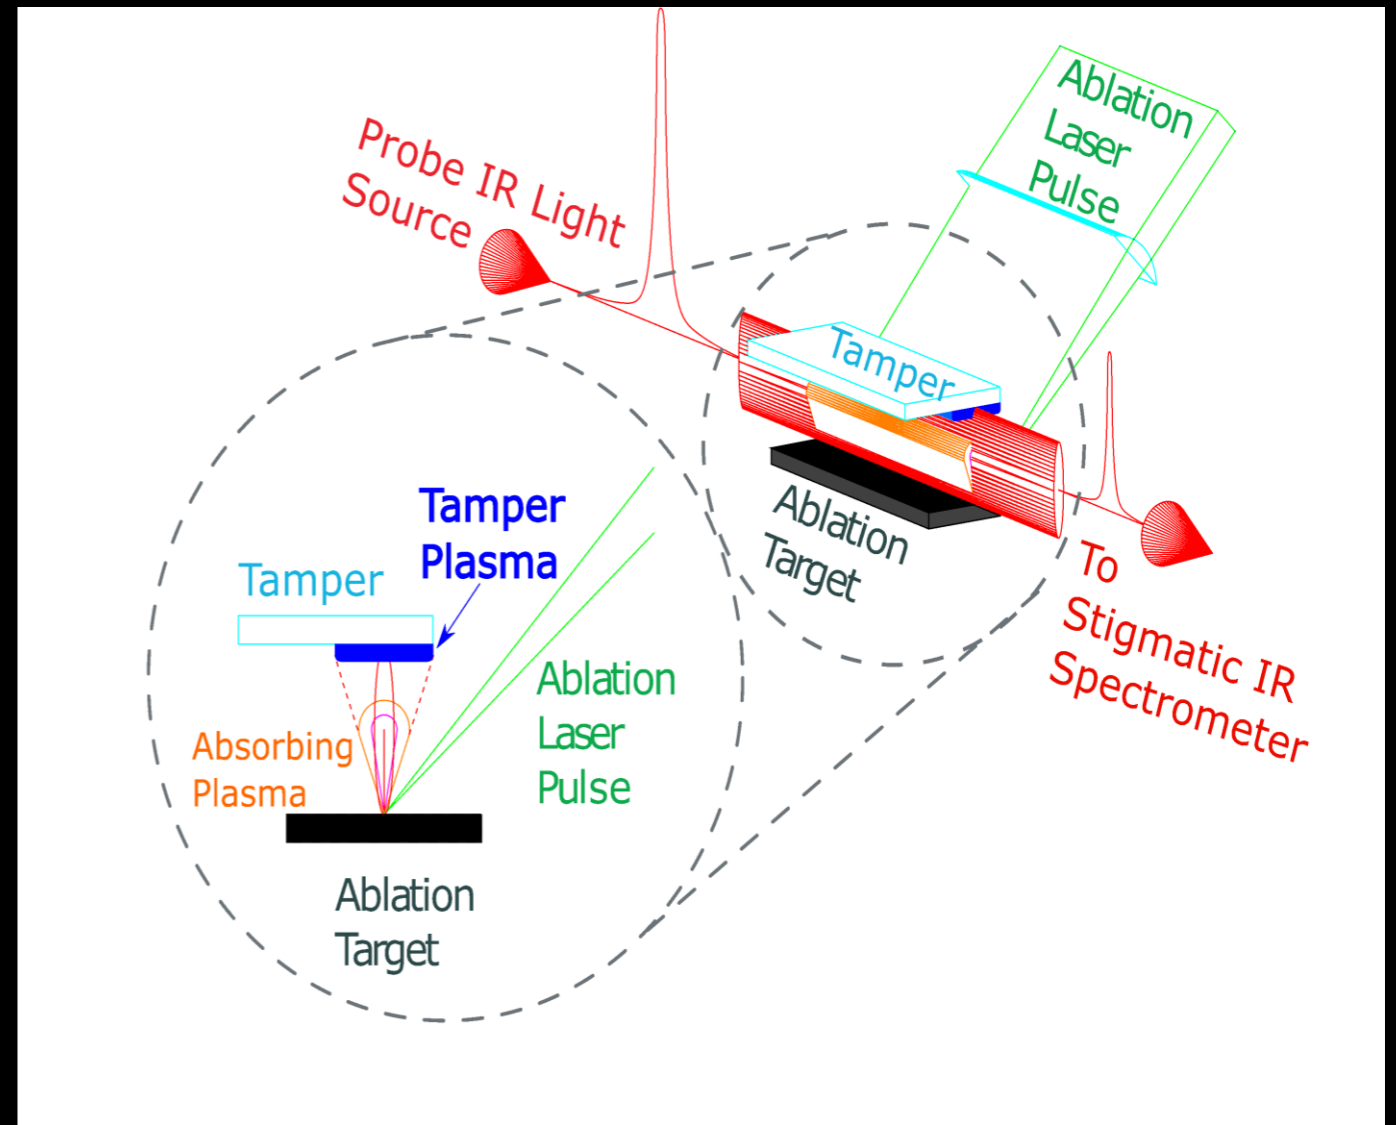 Ablation
Laser
Pulse
Probe IR Light
Source
Tamper
Ablation
Target
To
Stigmatic IR
Spectrometer
Tamper
Plasma
Tamper
Ablation
Laser
Pulse
Absorbing
Plasma
Ablation
Target